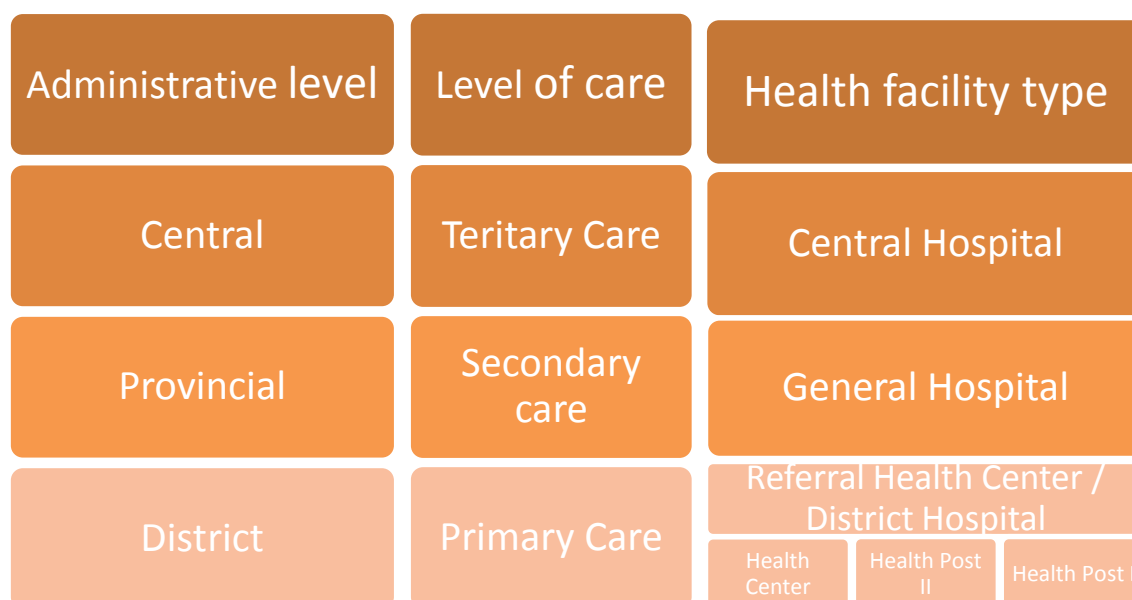 Administrative level
Level of care
Health facility type
Central
Teritary Care
Central Hospital
Provincial
Secondary
care
General Hospital
District
Primary Care
Referral Health Center /
District Hospital
Health
Center
Health Post
II
Health Post